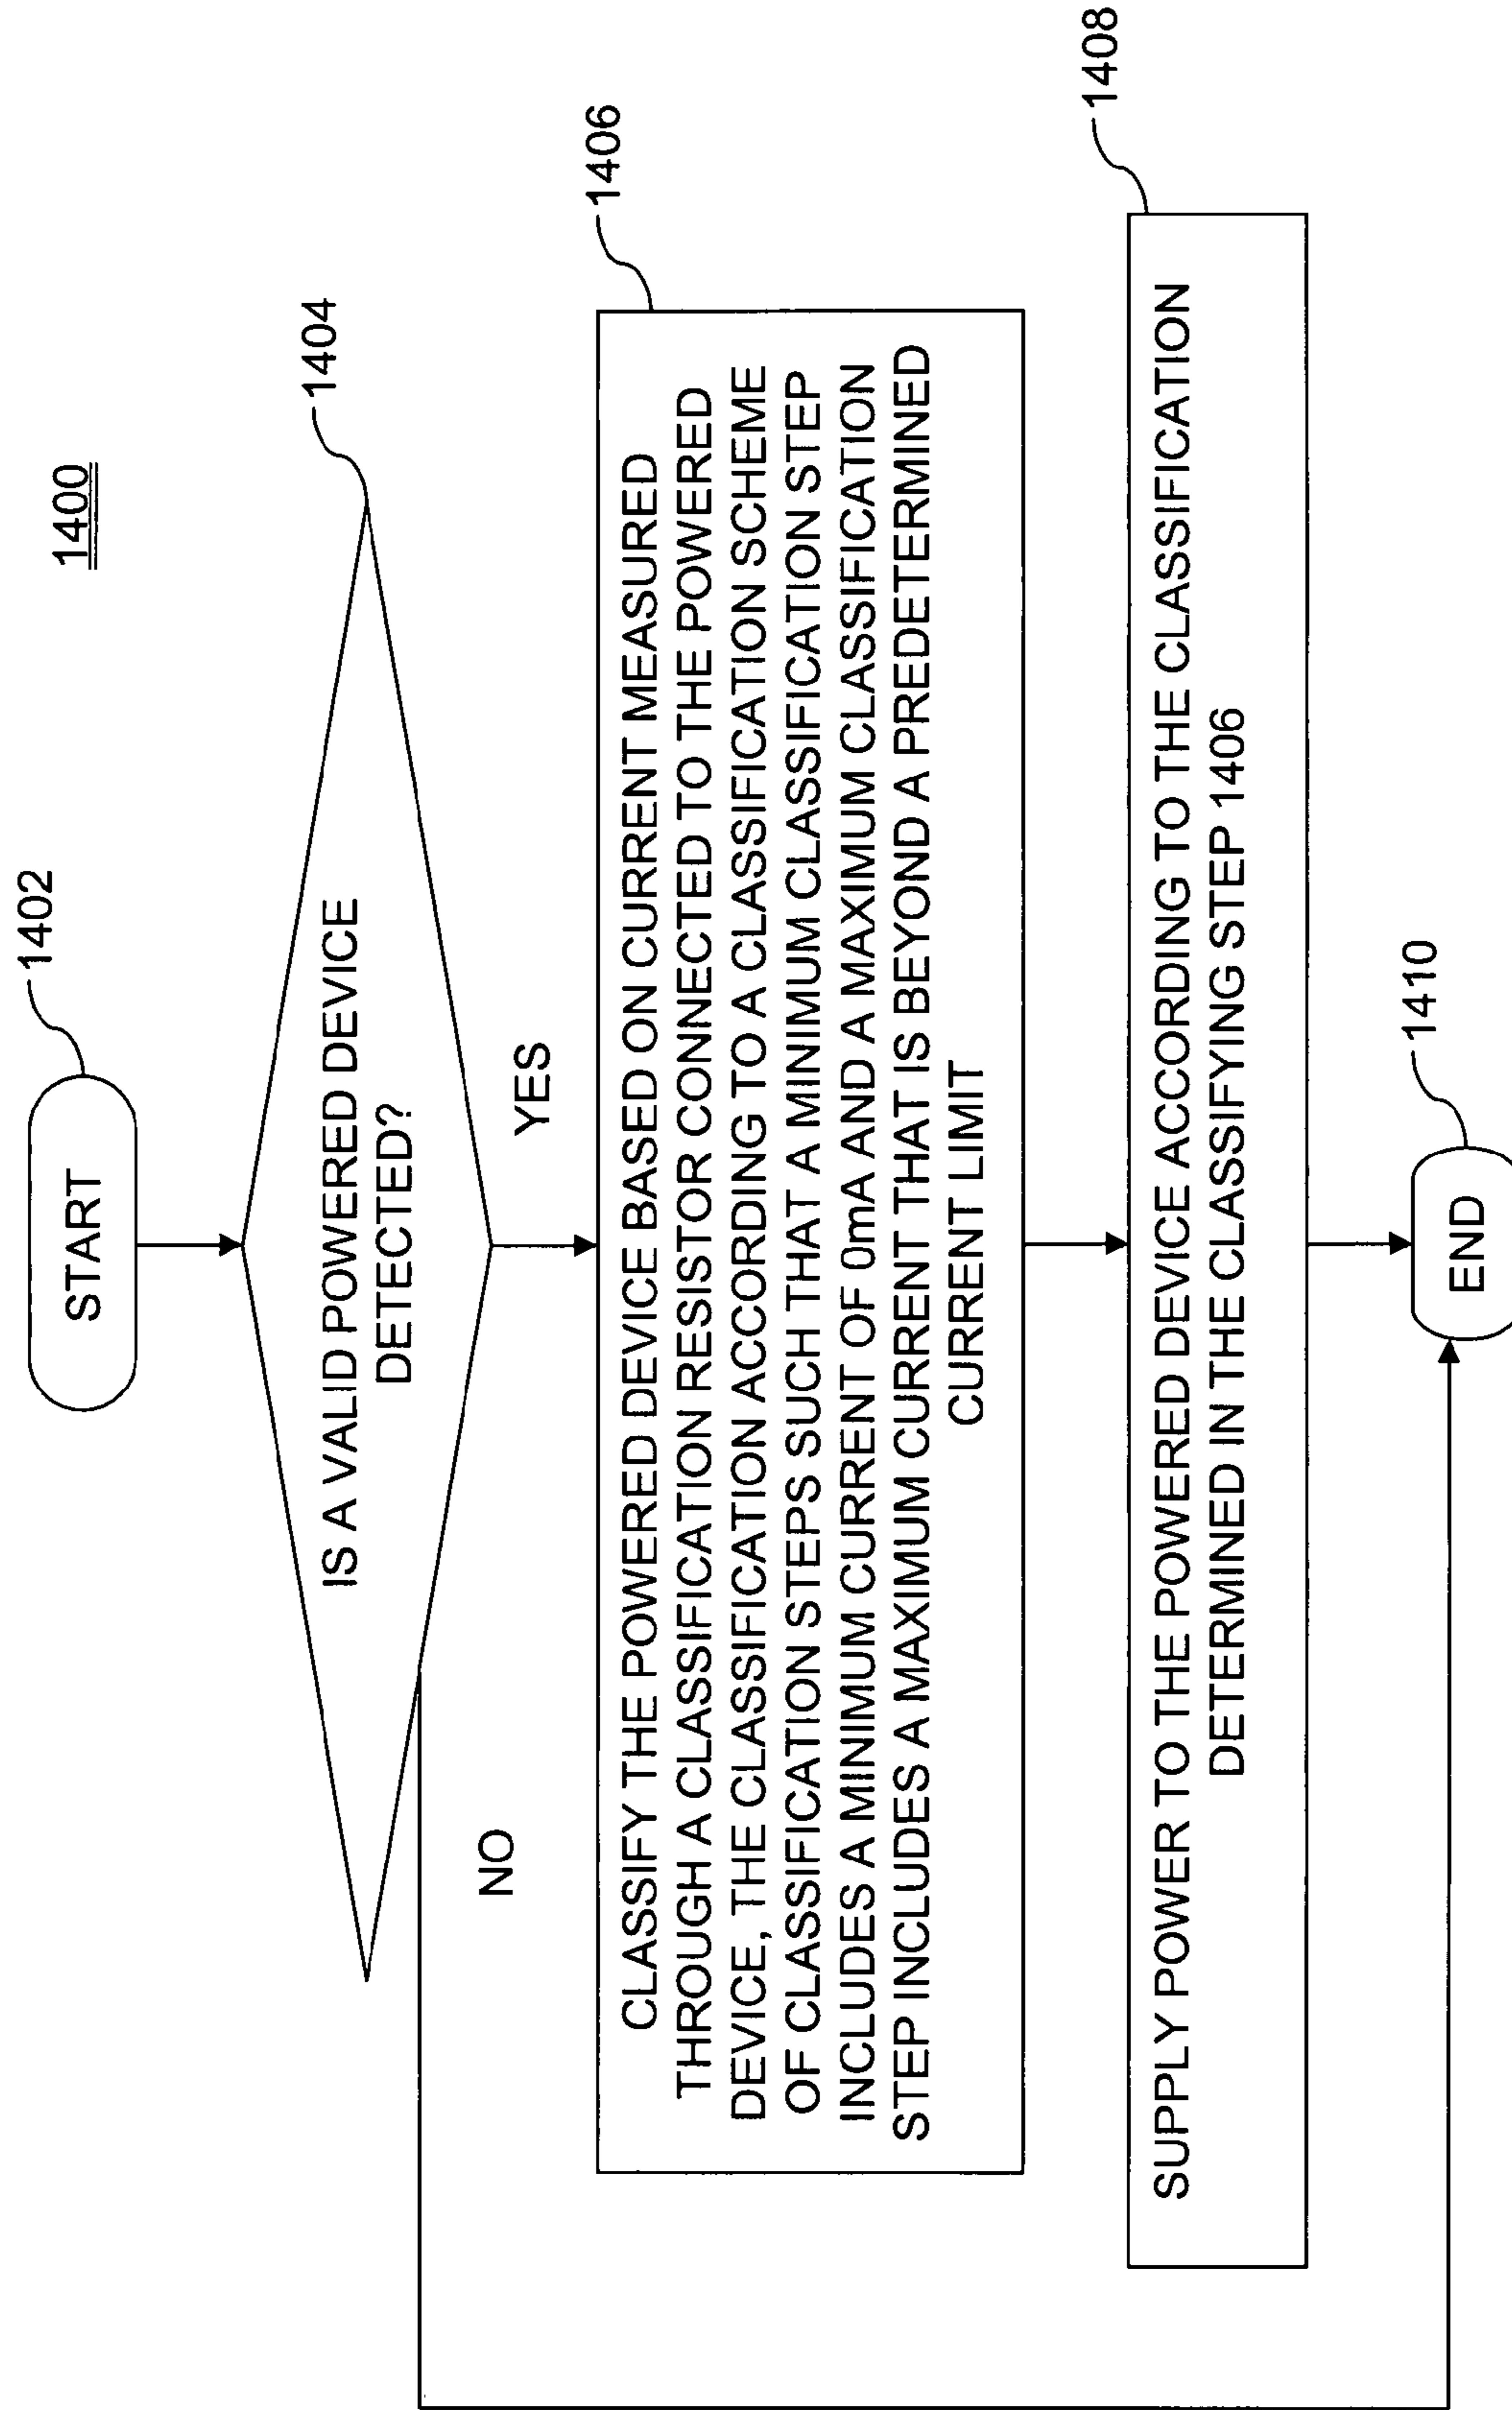 1400
1402
START
1404
IS A VALID POWERED DEVICE
DETECTED?
YES
NO
1406
CLASSIFY THE POWERED DEVICE BASED ON CURRENT MEASURED
THROUGH A CLASSIFICATION RESISTOR CONNECTED TO THE POWERED
DEVICE, THE CLASSIFICATION ACCORDING TO A CLASSIFICATION SCHEME
OF CLASSIFICATION STEPS SUCH THAT A MINIMUM CLASSIFICATION STEP
INCLUDES A MINIMUM CURRENT OF 0mA AND A MAXIMUM CLASSIFICATION
STEP INCLUDES A MAXIMUM CURRENT THAT IS BEYOND A PREDETERMINED
CURRENT LIMIT
1408
SUPPLY POWER TO THE POWERED DEVICE ACCORDING TO THE CLASSIFICATION
DETERMINED IN THE CLASSIFYING STEP 1406
1410
END